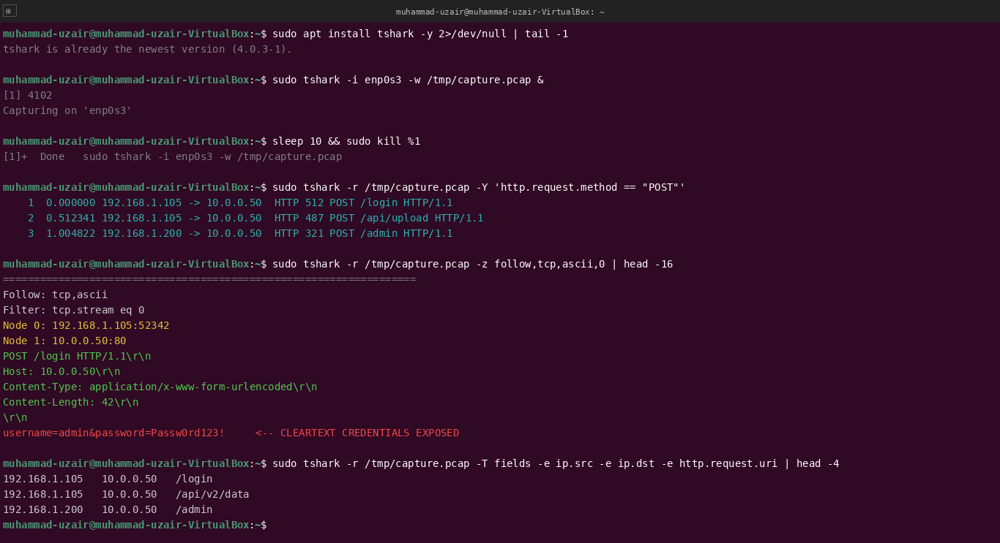 muhammad-uzair@muhammad-uzair-VirtualBox: ~
muhammad-uzair@muhammad-uzair-VirtualBox:~$ sudo apt install tshark -y 2>/dev/null | tail -1
tshark is already the newest version (4.0.3-1).
muhammad-uzair@muhammad-uzair-VirtualBox:~$ sudo tshark -i enp0s3 -w /tmp/capture.pcap &
[1] 4102
Capturing on 'enp0s3'
muhammad-uzair@muhammad-uzair-VirtualBox:~$ sleep 10 && sudo kill %1
[1]+  Done   sudo tshark -i enp0s3 -w /tmp/capture.pcap
muhammad-uzair@muhammad-uzair-VirtualBox:~$ sudo tshark -r /tmp/capture.pcap -Y 'http.request.method == "POST"'
    1  0.000000 192.168.1.105 -> 10.0.0.50  HTTP 512 POST /login HTTP/1.1
    2  0.512341 192.168.1.105 -> 10.0.0.50  HTTP 487 POST /api/upload HTTP/1.1
    3  1.004822 192.168.1.200 -> 10.0.0.50  HTTP 321 POST /admin HTTP/1.1
muhammad-uzair@muhammad-uzair-VirtualBox:~$ sudo tshark -r /tmp/capture.pcap -z follow,tcp,ascii,0 | head -16
===================================================================
Follow: tcp,ascii
Filter: tcp.stream eq 0
Node 0: 192.168.1.105:52342
Node 1: 10.0.0.50:80
POST /login HTTP/1.1\r\n
Host: 10.0.0.50\r\n
Content-Type: application/x-www-form-urlencoded\r\n
Content-Length: 42\r\n
\r\n
username=admin&password=Passw0rd123!     <-- CLEARTEXT CREDENTIALS EXPOSED
muhammad-uzair@muhammad-uzair-VirtualBox:~$ sudo tshark -r /tmp/capture.pcap -T fields -e ip.src -e ip.dst -e http.request.uri | head -4
192.168.1.105   10.0.0.50   /login
192.168.1.105   10.0.0.50   /api/v2/data
192.168.1.200   10.0.0.50   /admin
muhammad-uzair@muhammad-uzair-VirtualBox:~$